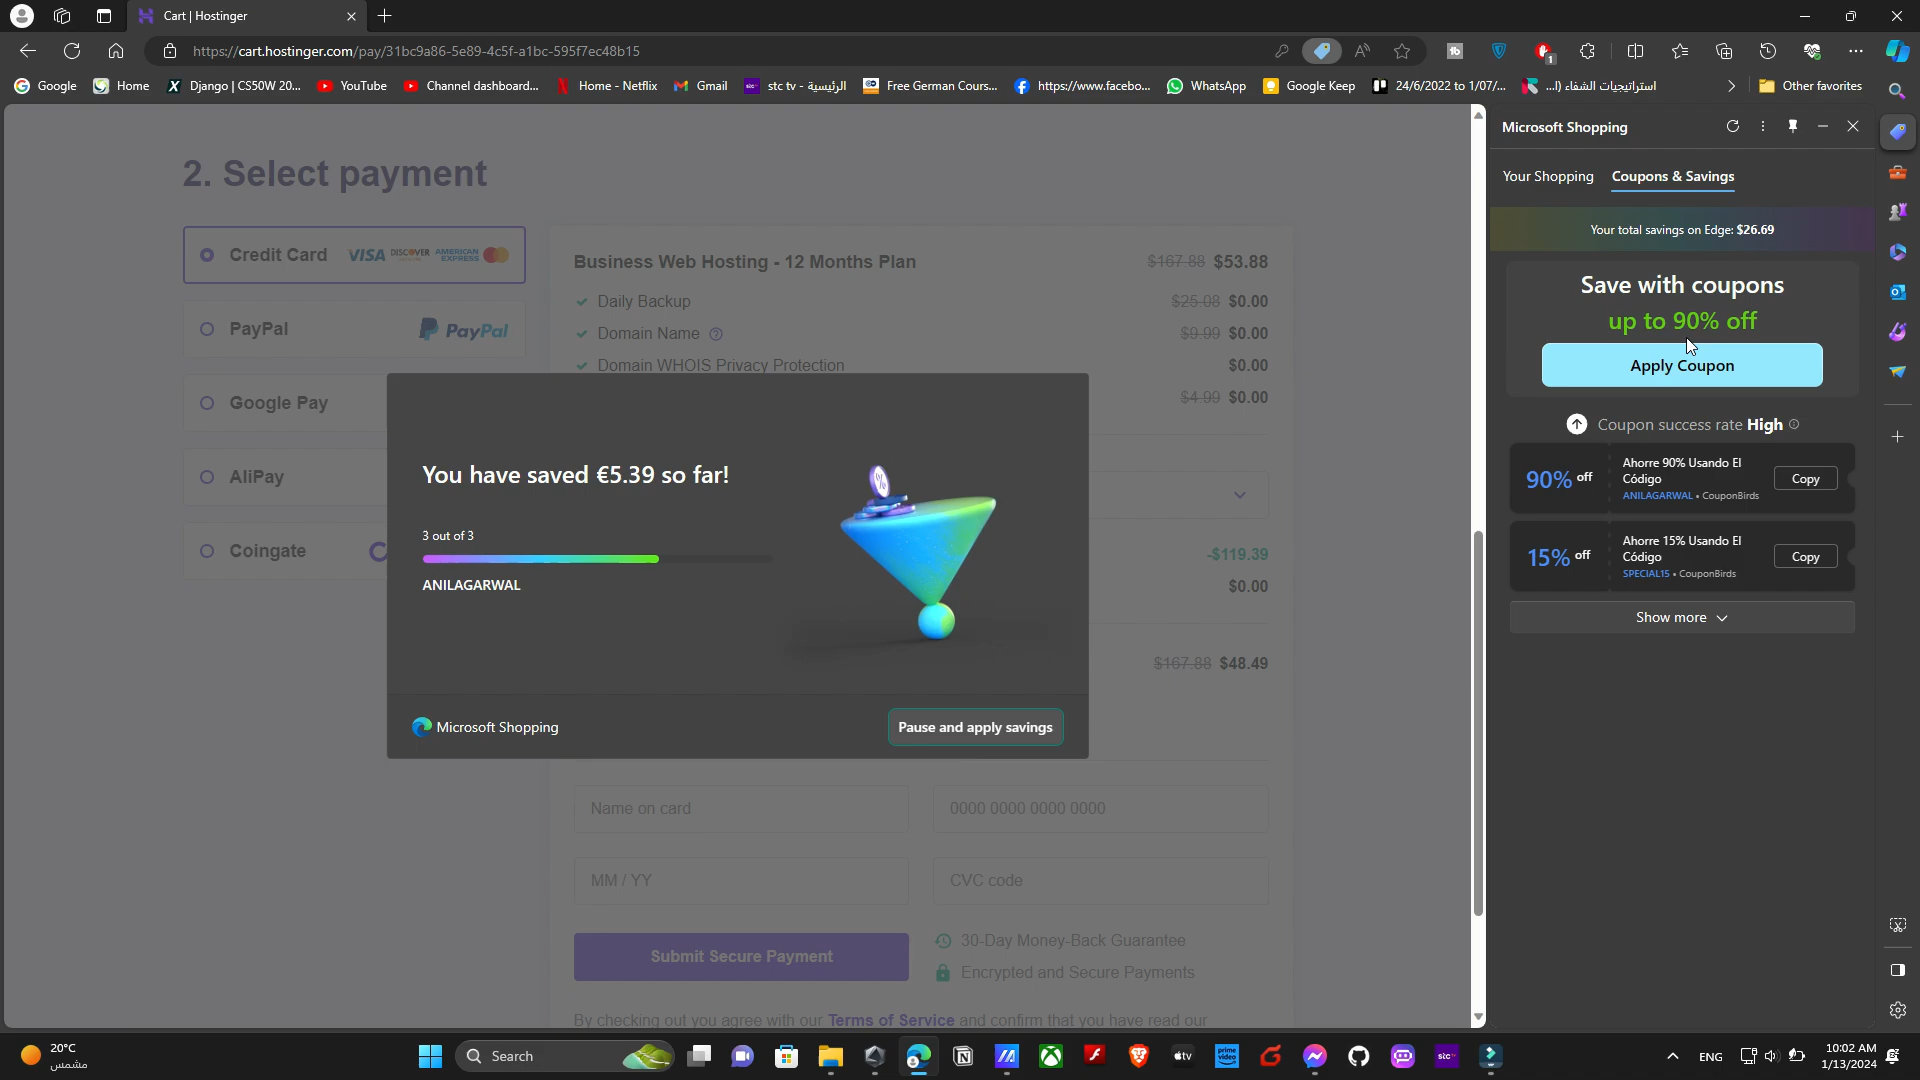 Cart | Hostinger
https://cart.hostinger.com/pay/31bc9a86-5e89-4c5f-a1bc-595f7ec48b15
1
Google
Home
Django | CS50W 20...
YouTube
Channel dashboard...
Home - Netflix
Gmail
stc tv - الرئيسية
Free German Cours...
https://www.facebo...
WhatsApp
Google Keep
24/6/2022 to 1/07/...
استراتيجيات الشفاء (ا...
Other favorites
2. Select payment
Credit Card VISA DISCOVER AMERICAN EXPRESS
PayPal PayPal
Google Pay
AliPay
Coingate
Business Web Hosting - 12 Months Plan $167.88 $53.88
Daily Backup $25.08 $0.00
Domain Name $9.99 $0.00
Domain WHOIS Privacy Protection $0.00
$4.99 $0.00
-$119.39
$0.00
$167.88 $48.49
You have saved €5.39 so far!
3 out of 3
ANILAGARWAL
Microsoft Shopping
Pause and apply savings
Name on card
0000 0000 0000 0000
MM / YY
CVC code
Submit Secure Payment
30-Day Money-Back Guarantee
Encrypted and Secure Payments
By checking out you agree with our Terms of Service and confirm that you have read our
Microsoft Shopping
Your Shopping
Coupons & Savings
Your total savings on Edge: $26.69
Save with coupons
up to 90% off
Apply Coupon
Coupon success rate High
90% off
Ahorre 90% Usando El
Código
ANILAGARWAL • CouponBirds
Copy
15% off
Ahorre 15% Usando El
Código
SPECIAL15 • CouponBirds
Copy
Show more
20°C
مشمس
Search
tv
prime video
stc
ENG
10:02 AM
1/13/2024